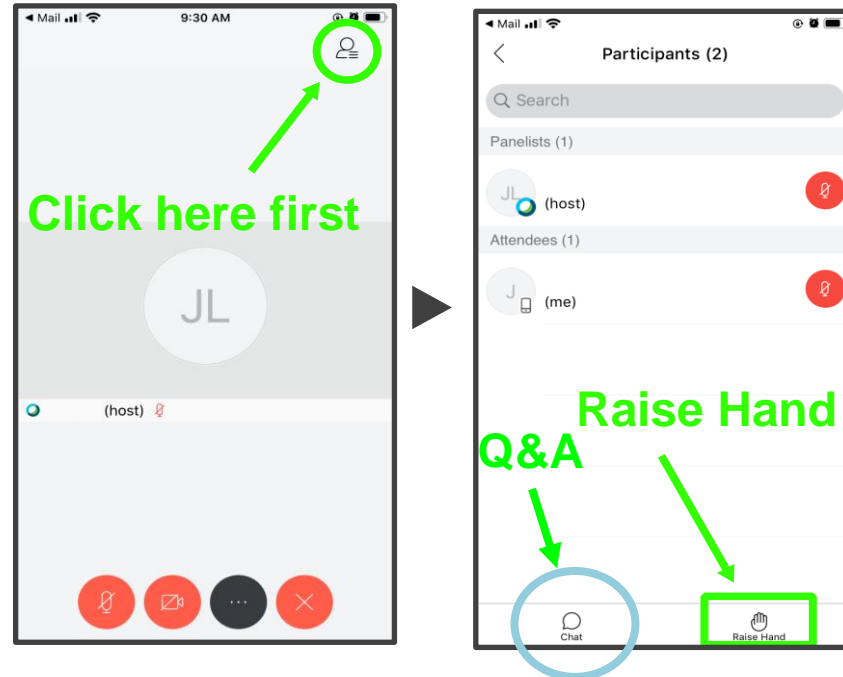 Mail
9:30 AM
Click here first
JL
(host)
Mail
Participants (2)
Search
Panelists (1)
JL
(host)
Attendees (1)
J
(me)
Raise Hand
Q&A
Chat
Raise Hand